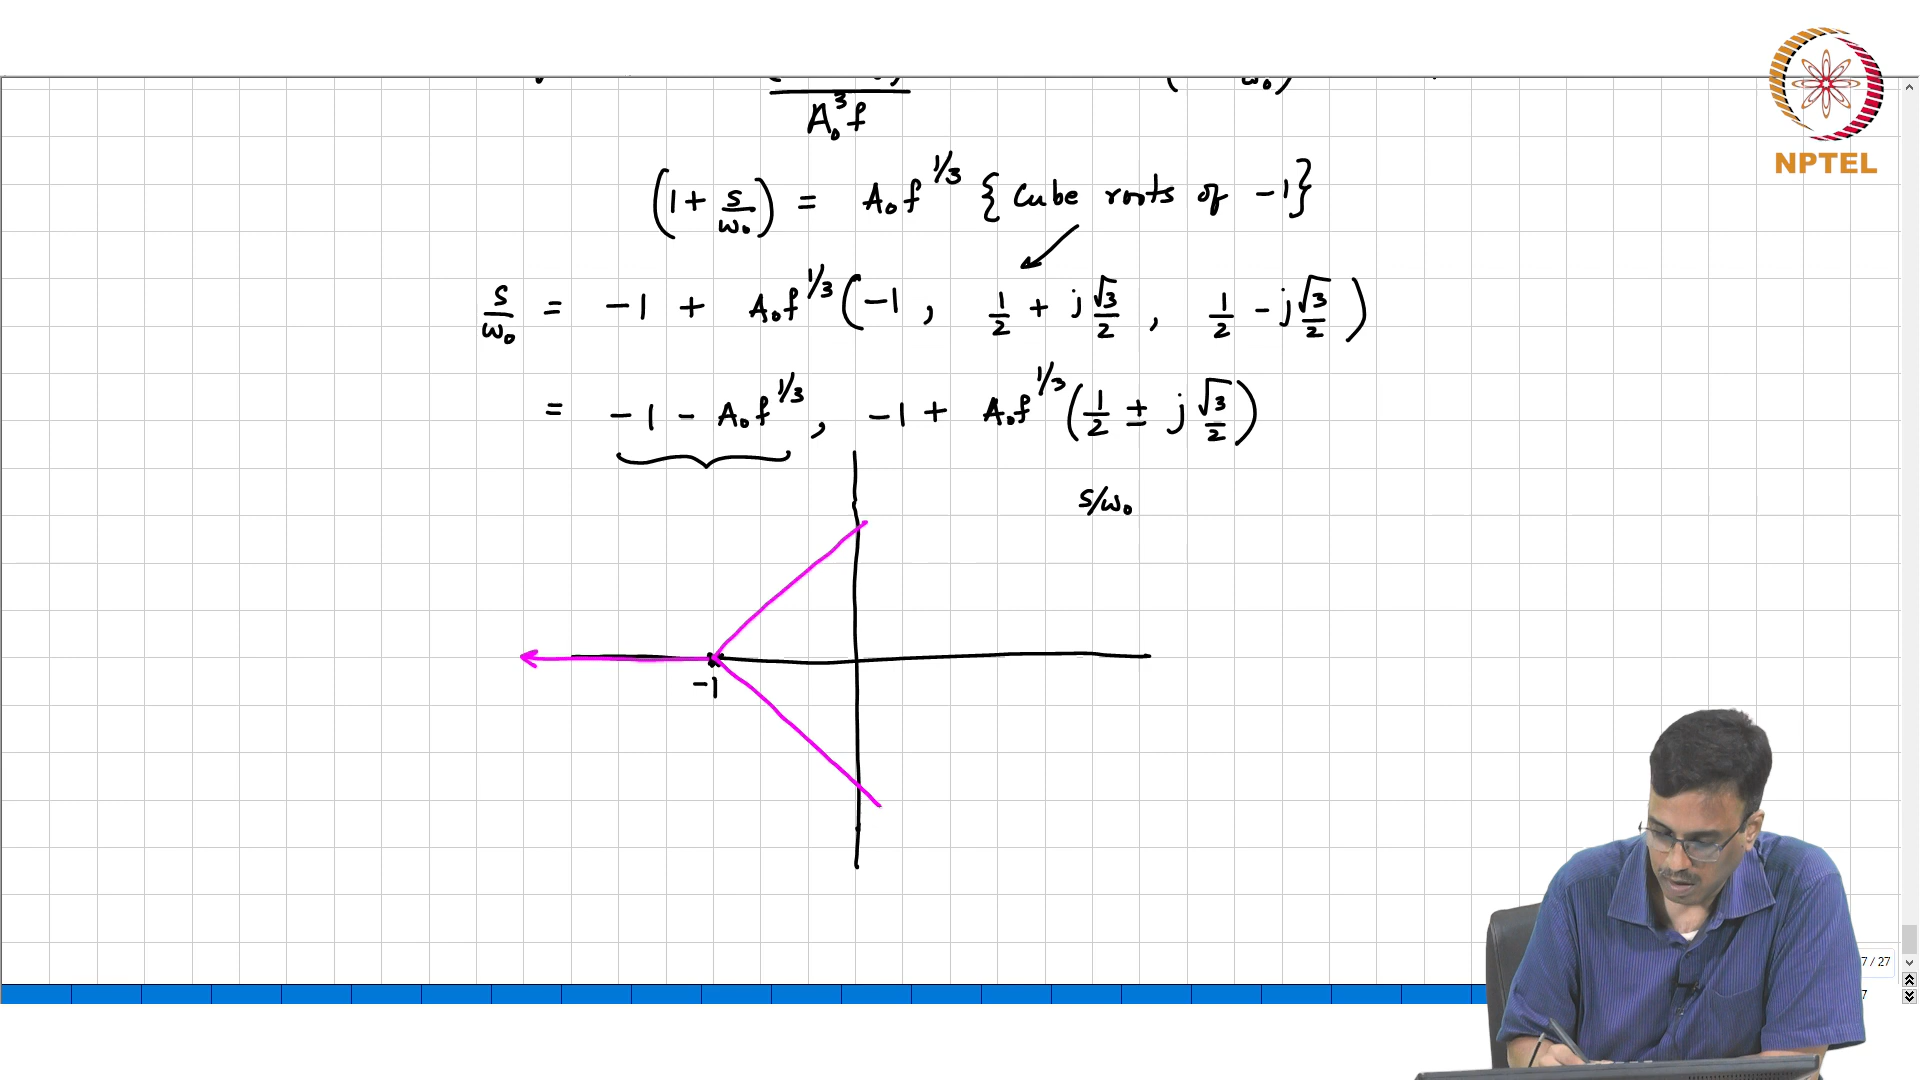 A₀³f
(1 + s/ω₀) = A₀f^1/3 {cube roots of -1}
s/ω₀ = -1 + A₀f^1/3 (-1, 1/2 + j√3/2, 1/2 - j√3/2)
= -1 - A₀f^1/3, -1 + A₀f^1/3 (1/2 ± j√3/2)
s/ω₀
-1
NPTEL
7 / 27
7